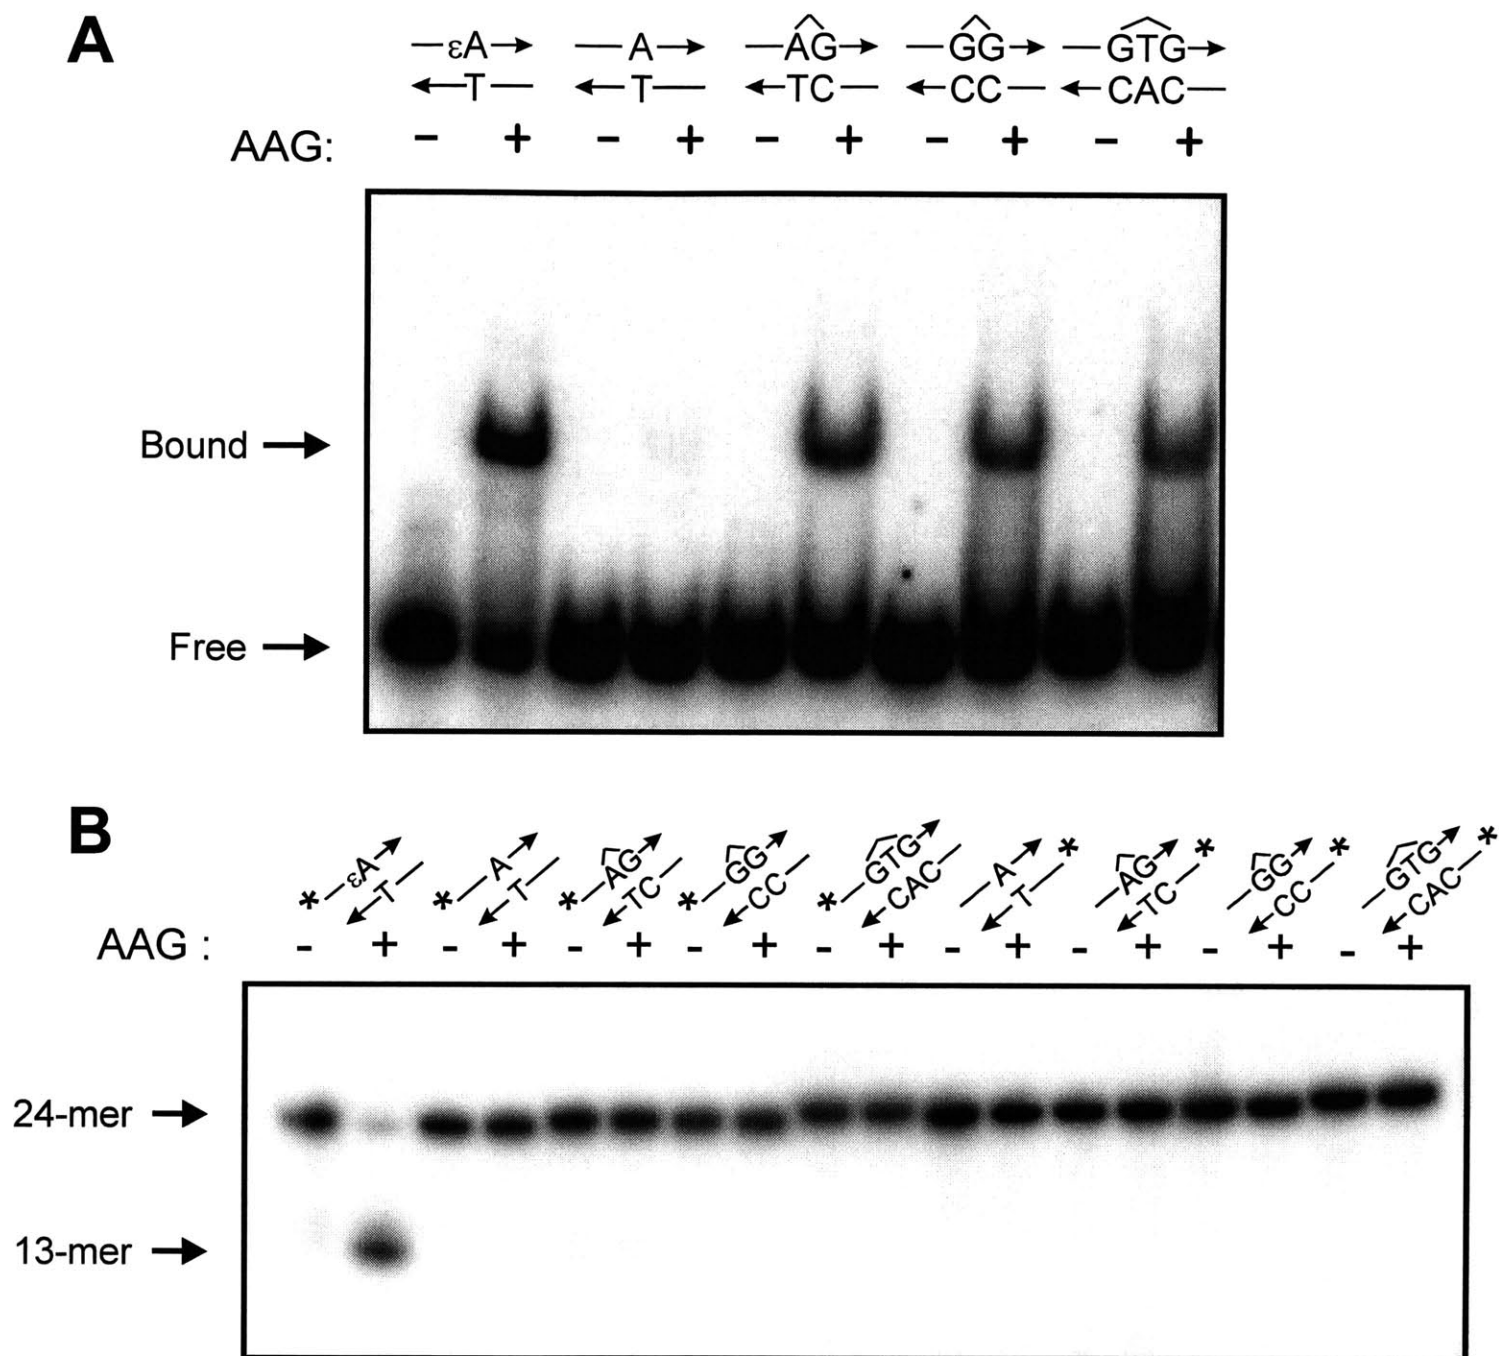 A
εA A AG GG GTG
T T TC CC CAC
AAG: − + − + − + − + − +
Bound
Free
B
*εA *A *AG *GG *GTG A AG GG GTG
T T TC CC CAC T* TC* CC* CAC*
AAG : - + - + - + - + - + - + - + - + - +
24-mer
13-mer